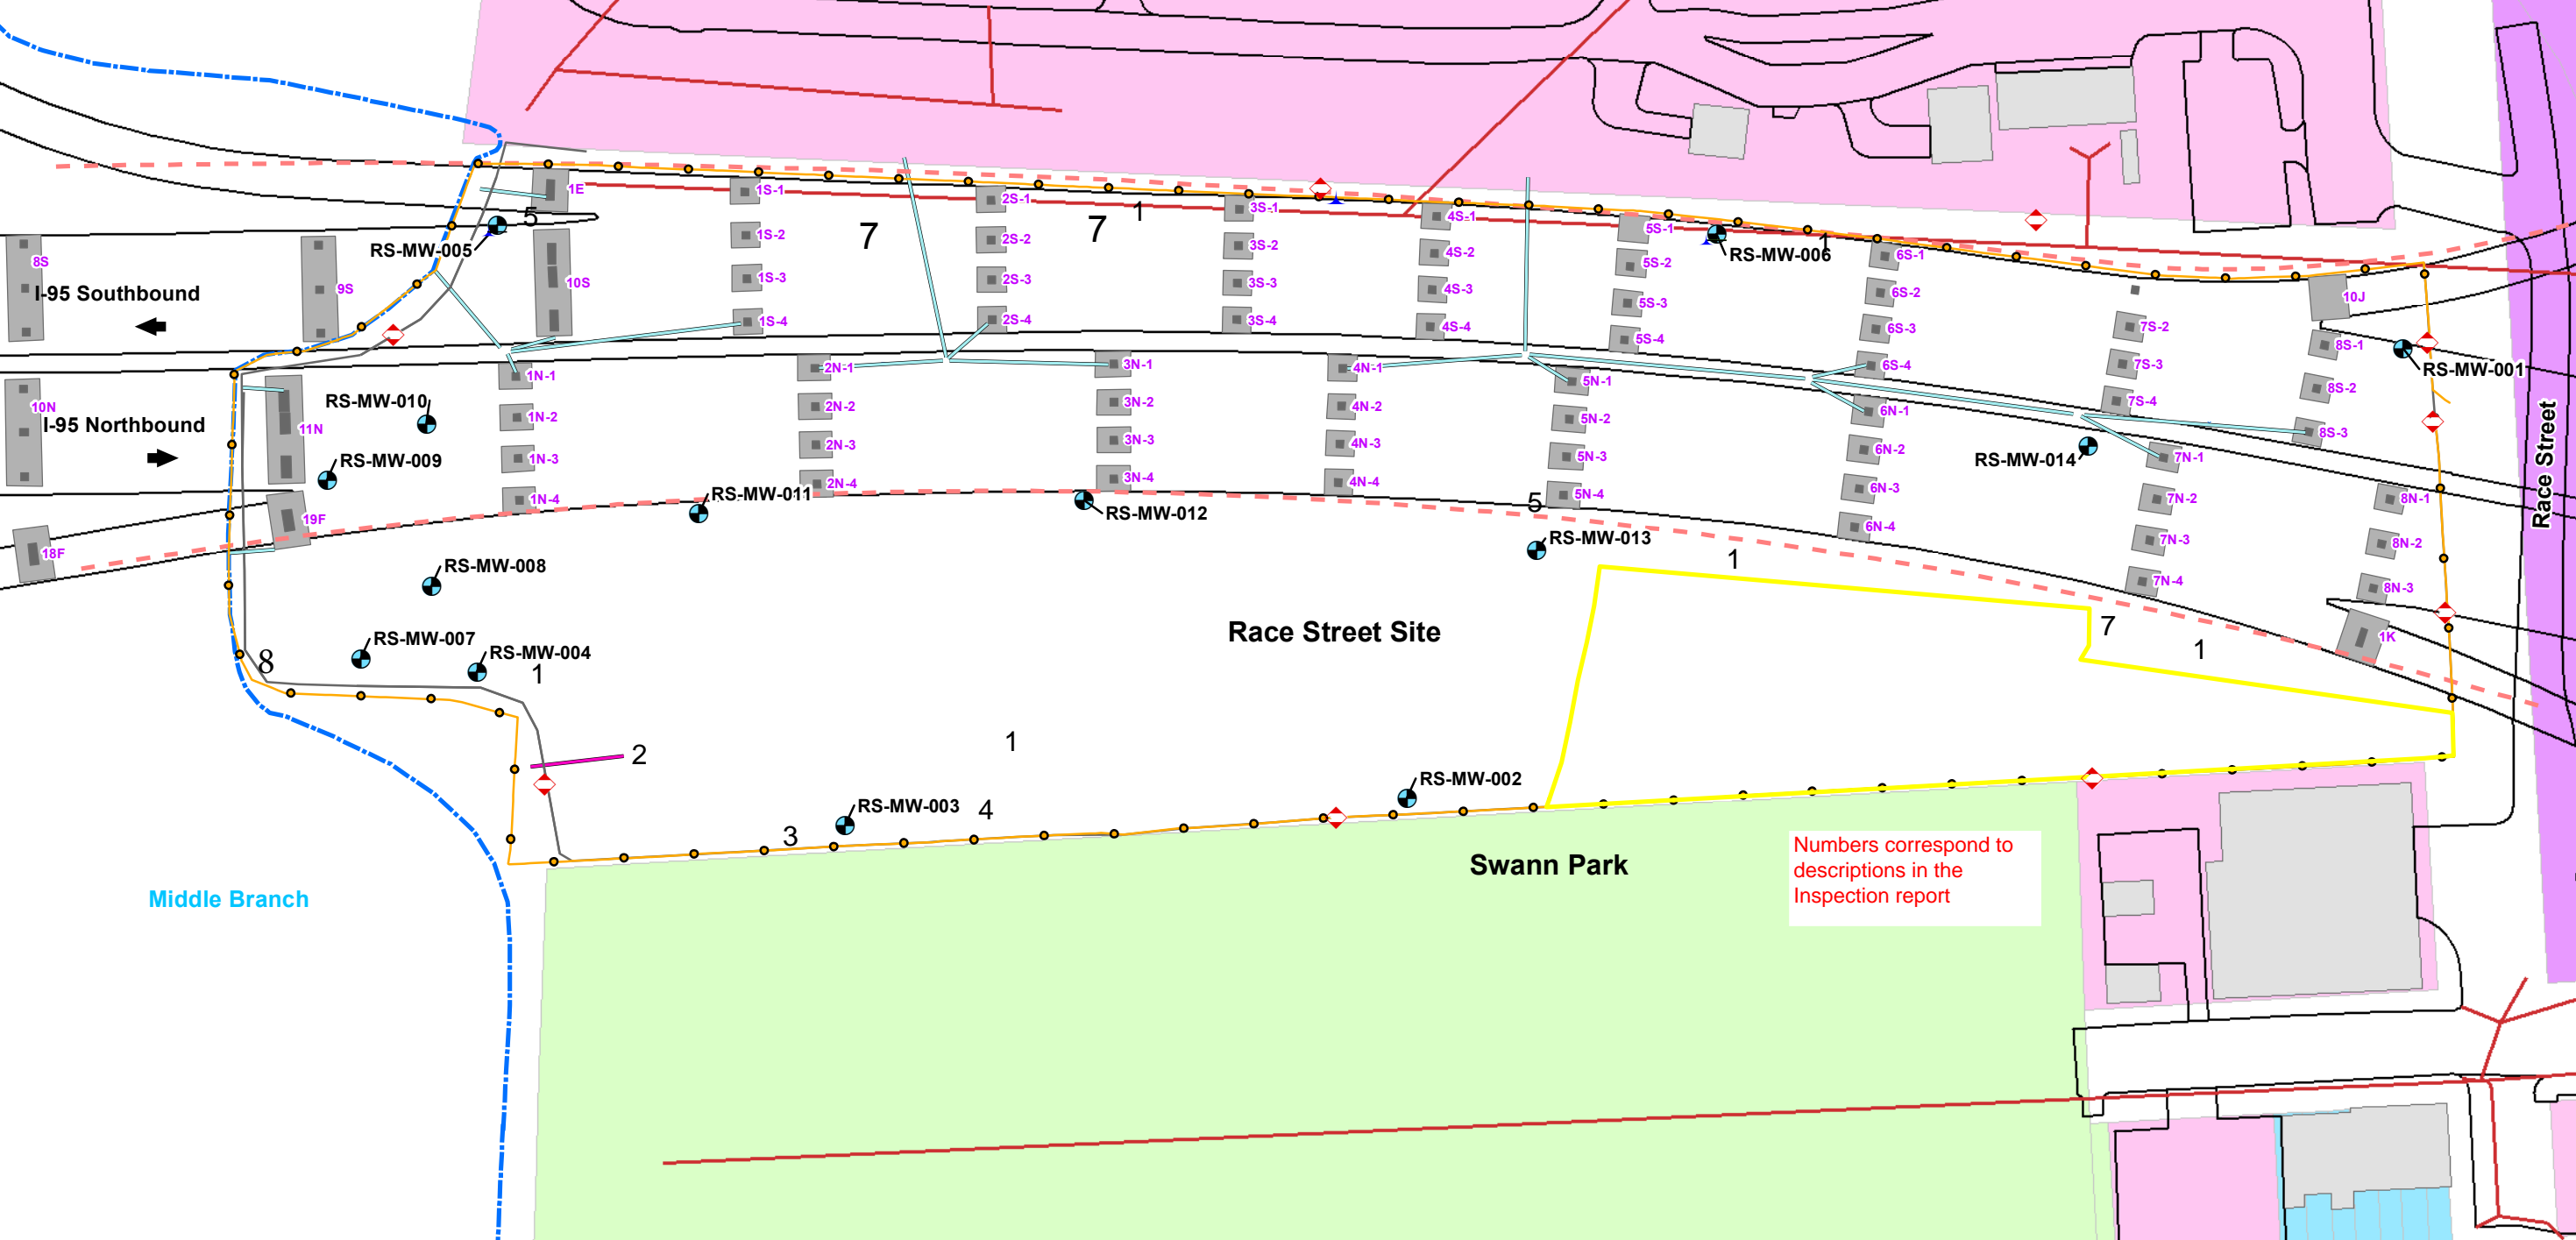 1E
1S-1
2S-1
3S-1
4S-1
5S-1
6S-1
5
7
7
1
1
RS-MW-005
RS-MW-006
1S-2
2S-2
3S-2
4S-2
5S-2
6S-2
8S
9S
10S
1S-3
2S-3
3S-3
4S-3
5S-3
6S-3
10J
I-95 Southbound
1S-4
2S-4
3S-4
4S-4
5S-4
6S-4
7S-2
7S-3
7S-4
8S-1
8S-2
8S-3
RS-MW-001
1N-1
2N-1
3N-1
4N-1
5N-1
6N-1
7N-1
10N
I-95 Northbound
11N
RS-MW-010
RS-MW-009
1N-2
2N-2
3N-2
4N-2
5N-2
6N-2
7N-2
8N-1
RS-MW-014
Race Street
1N-3
2N-3
3N-3
4N-3
5N-3
6N-3
7N-3
8N-2
1N-4
2N-4
3N-4
4N-4
5N-4
6N-4
7N-4
8N-3
1K
19F
18F
RS-MW-011
RS-MW-012
5
RS-MW-013
1
RS-MW-008
Race Street Site
7
1
RS-MW-007
RS-MW-004
8
1
2
1
RS-MW-003
4
3
RS-MW-002
Swann Park
Numbers correspond to
descriptions in the
Inspection report
Middle Branch